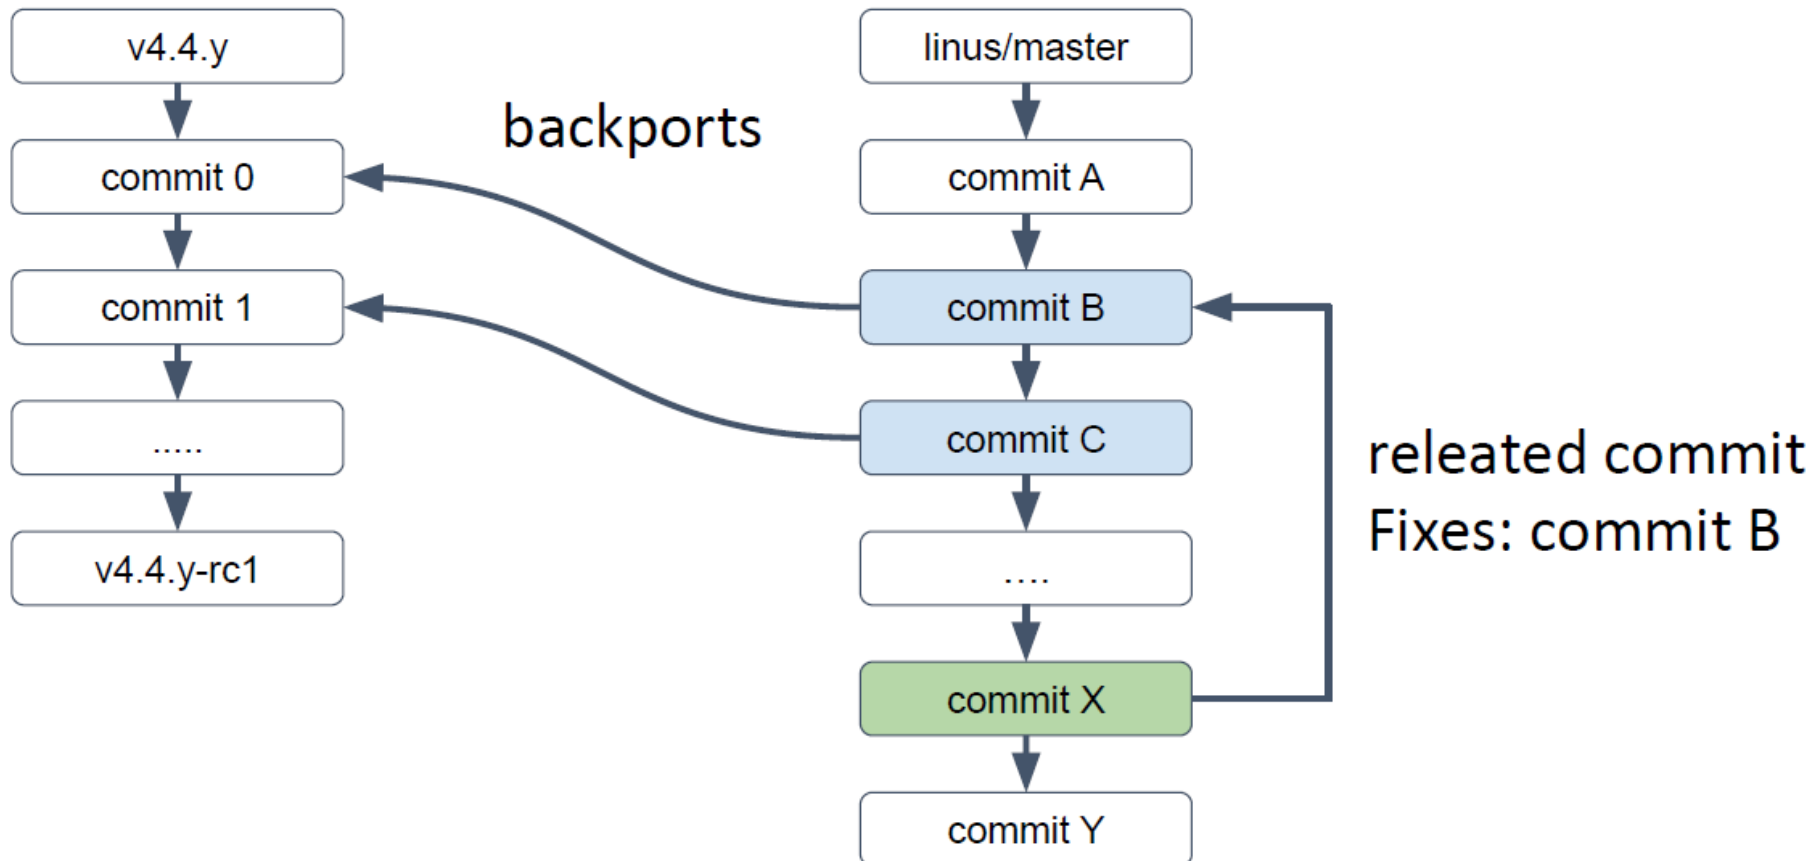 v4.4.y
commit 0
commit 1
.....
v4.4.y-rc1
backports
linus/master
commit A
commit B
commit C
....
commit X
commit Y
releated commit
Fixes: commit B